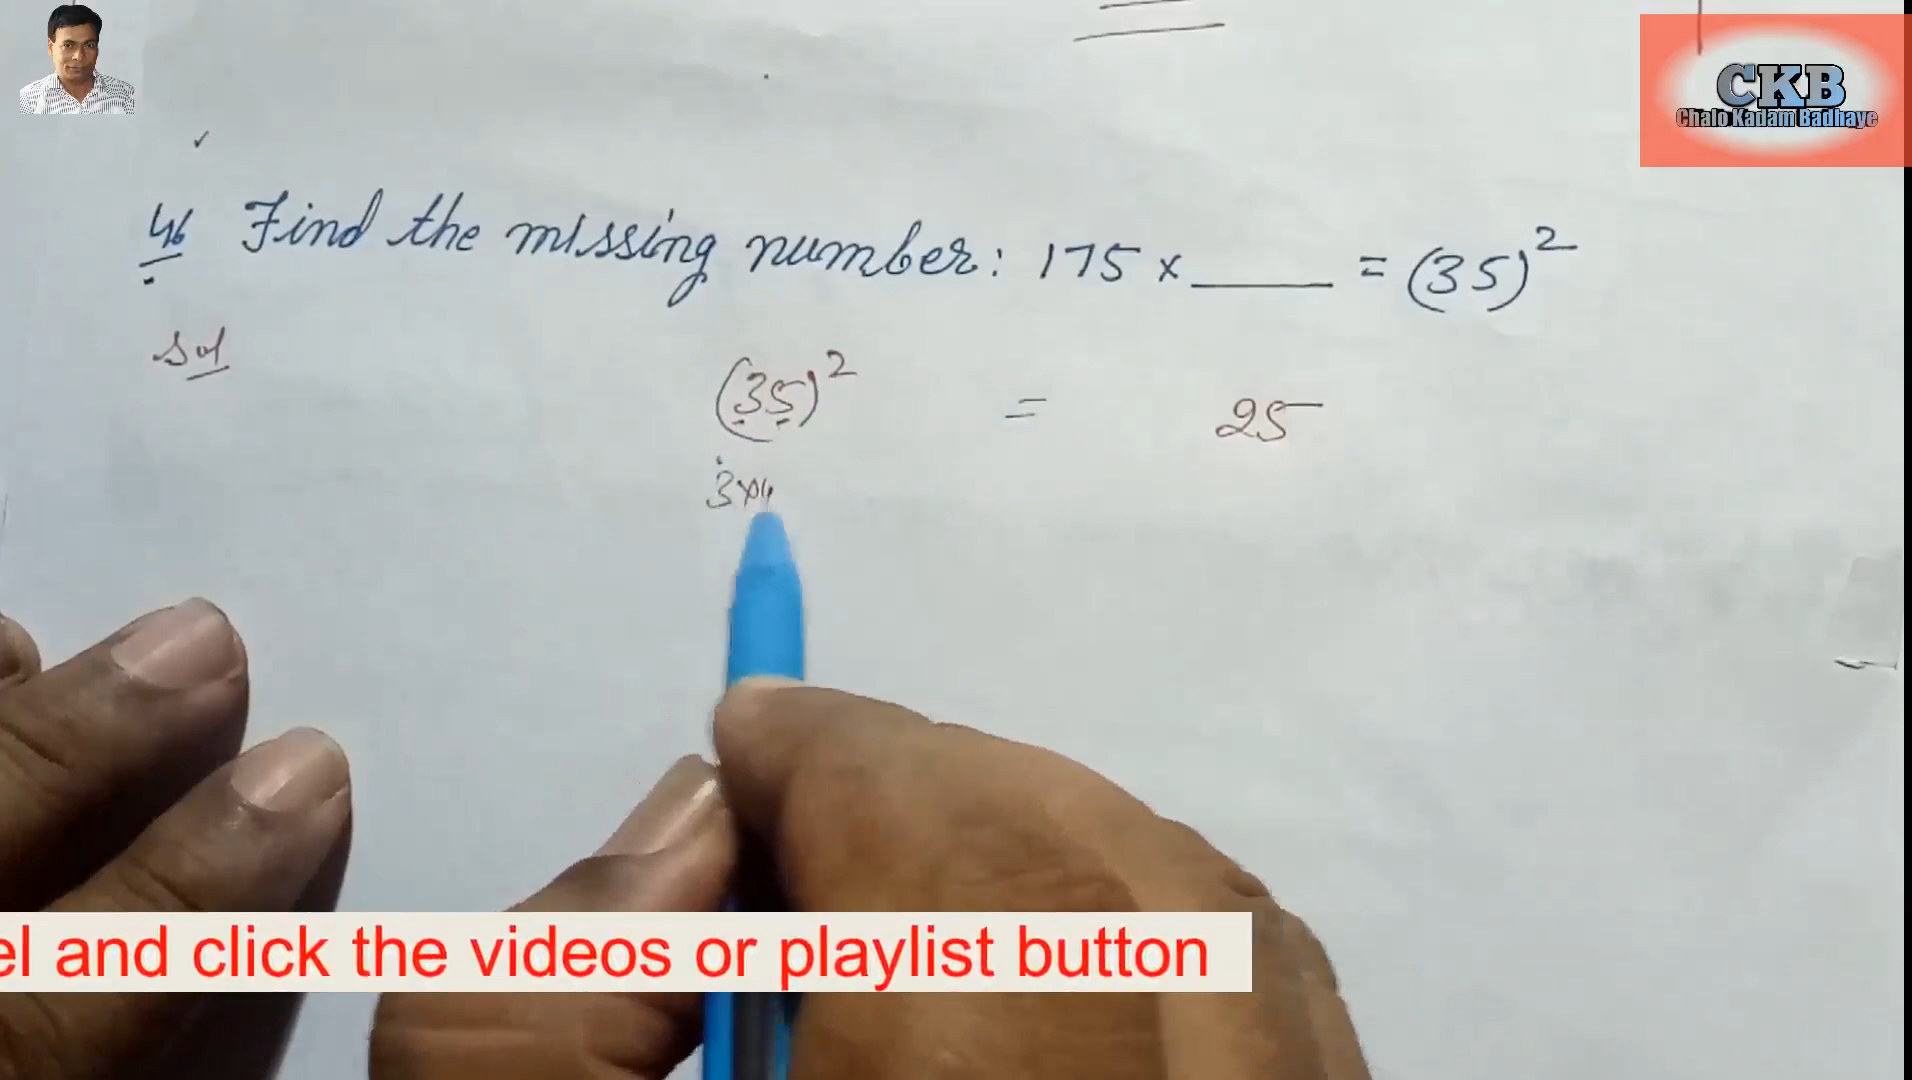 CKB
Chalo Kadam Badhaye
46 Find the missing number: 175 × ____ = (35)²
Sol
(35)² = 25
3×4
el and click the videos or playlist button